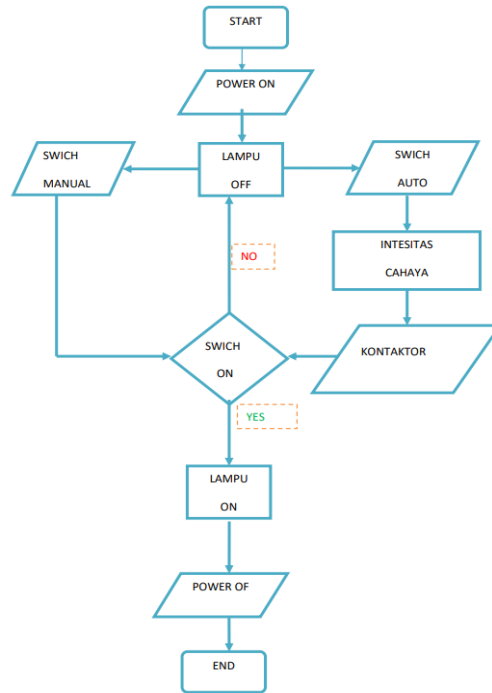 START
POWER ON
SWICH
MANUAL
LAMPU
OFF
SWICH
AUTO
INTESITAS
CAHAYA
NO
SWICH
ON
KONTAKTOR
YES
LAMPU
ON
POWER OF
END